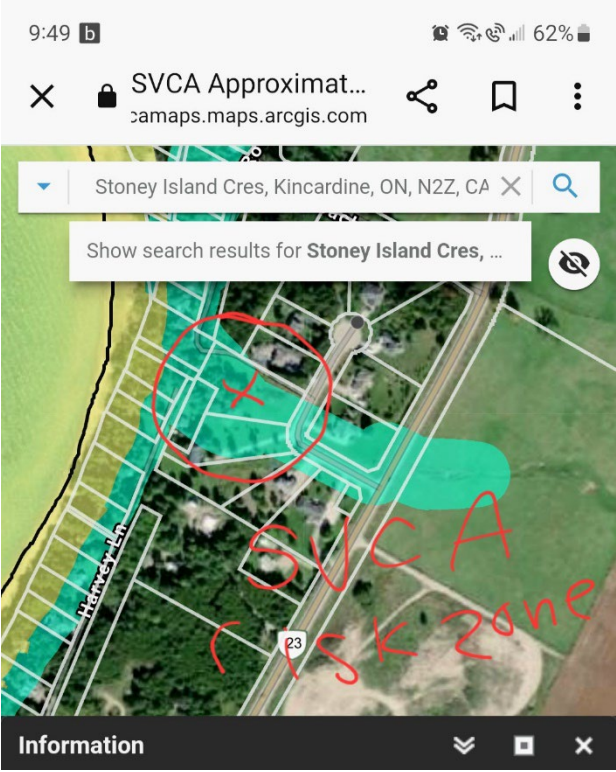 9:49 b 62%
SVCA Approximat...
camaps.maps.arcgis.com
Stoney Island Cres, Kincardine, ON, N2Z, CA
Show search results for Stoney Island Cres, ...
Harvey Ln
SVCA
risk zone
23
Information